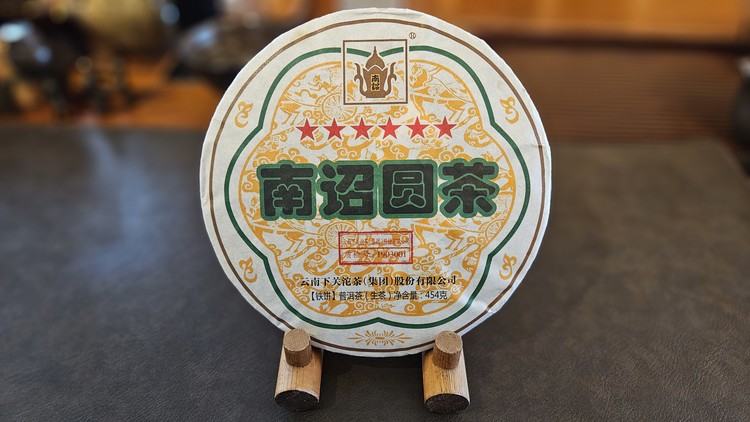 南诏
®
南诏圆茶
1903001
云南下关沱茶(集团)股份有限公司
【铁饼】普洱茶(生茶)净含量:454克